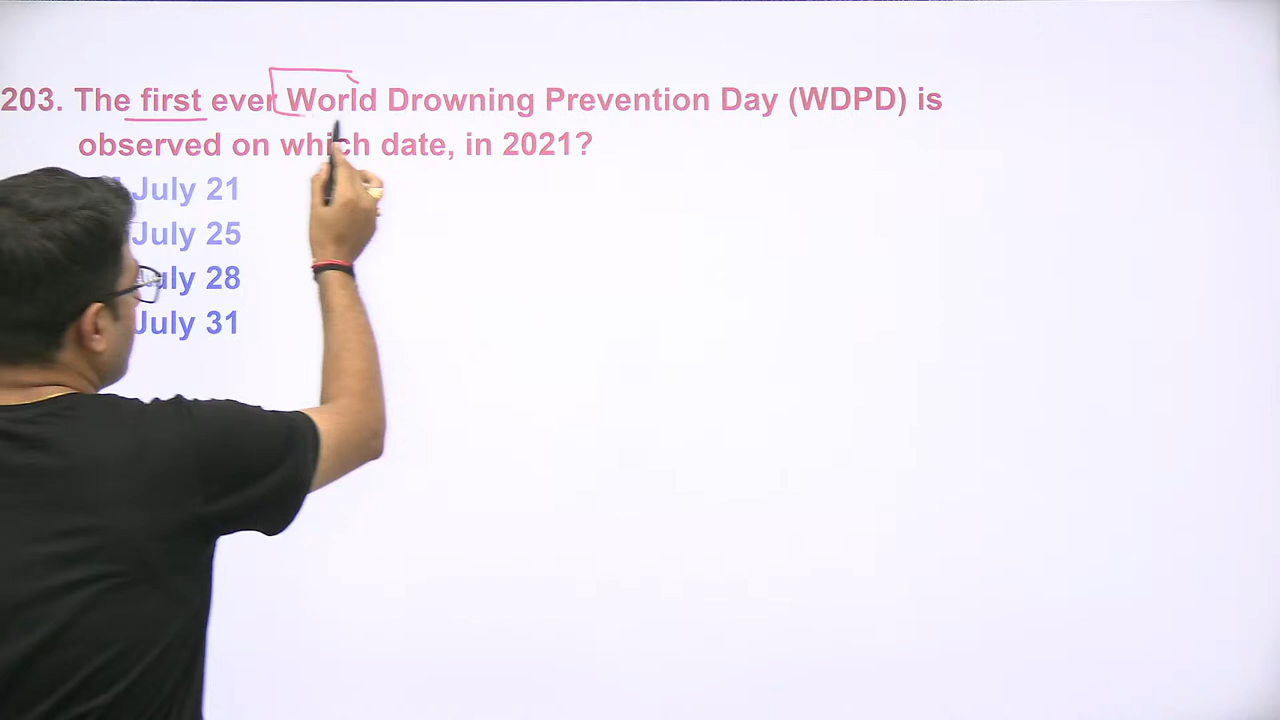 203. The first ever World Drowning Prevention Day (WDPD) is
observed on which date, in 2021?
July 21
July 25
July 28
July 31